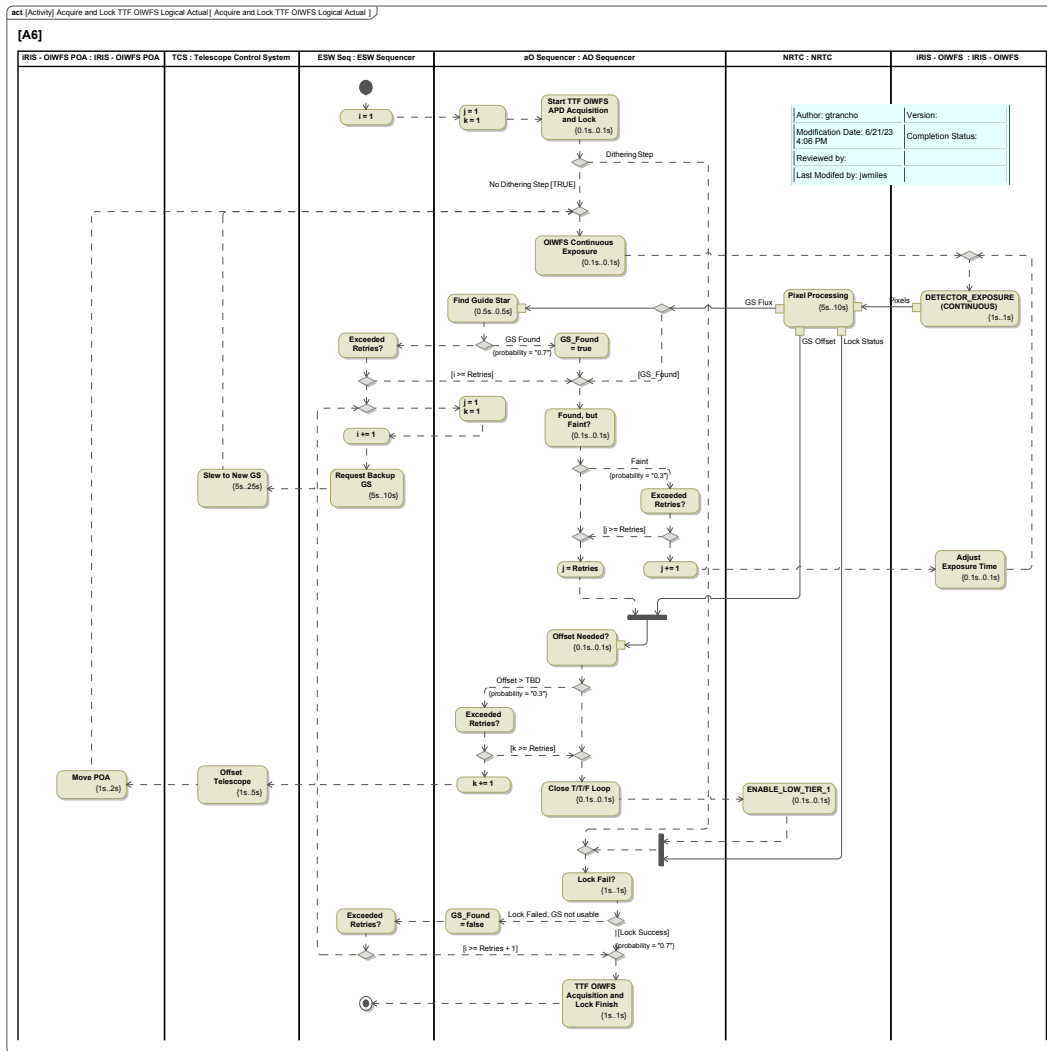 act [Activity] Acquire and Lock TTF OIWFS Logical Actual [ Acquire and Lock TTF OIWFS Logical Actual ]
[A6]
iRIS - OIWFS POA : IRIS - OIWFS POA
TCS : Telescope Control System
ESW Seq : ESW Sequencer
aO Sequencer : AO Sequencer
NRTC : NRTC
iRIS - OIWFS : IRIS - OIWFS
i = 1
j = 1
k = 1
Start TTF OIWFS
APD Acquisition
and Lock
{0.1s..0.1s}
Author: gtrancho
Version:
Modification Date: 6/21/23
4:06 PM
Completion Status:
Reviewed by:
Last Modifed by: jwmiles
Dithering Step
No Dithering Step [TRUE]
OIWFS Continuous
Exposure
{0.1s..0.1s}
Find Guide Star
{0.5s..0.5s}
GS Flux
Pixel Processing
{5s..10s}
Pixels
DETECTOR_EXPOSURE
(CONTINUOUS)
{1s..1s}
Exceeded
Retries?
GS Found
{probability = "0.7"}
GS_Found
= true
GS Offset
Lock Status
[i >= Retries]
[GS_Found]
j = 1
k = 1
Found, but
Faint?
{0.1s..0.1s}
i += 1
Slew to New GS
{5s..25s}
Request Backup
GS
{5s..10s}
Faint
{probability = "0.3"}
Exceeded
Retries?
[j >= Retries]
j = Retries
j += 1
Adjust
Exposure Time
{0.1s..0.1s}
Offset Needed?
{0.1s..0.1s}
Offset > TBD
{probability = "0.3"}
Exceeded
Retries?
[k >= Retries]
Move POA
{1s..2s}
Offset
Telescope
{1s..5s}
k += 1
Close T/T/F Loop
{0.1s..0.1s}
ENABLE_LOW_TIER_1
{0.1s..0.1s}
Lock Fail?
{1s..1s}
Exceeded
Retries?
GS_Found
= false
Lock Failed, GS not usable
[Lock Success]
{probability = "0.7"}
[i >= Retries + 1]
TTF OIWFS
Acquisition and
Lock Finish
{1s..1s}